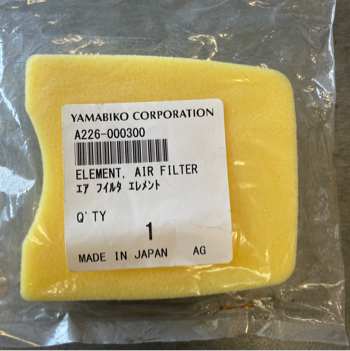 YAMABIKO CORPORATION
A226-000300
ELEMENT, AIR FILTER
エア フイルタ エレメント
Q'TY
1
MADE IN JAPAN AG